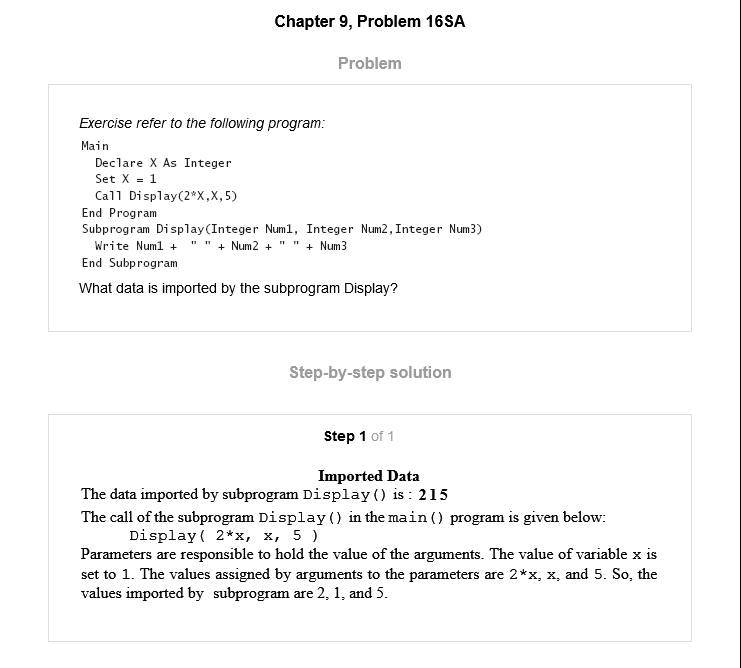 Chapter 9, Problem 16SA
Problem
Exercise refer to the following program:
Main
Declare X As Integer
Set X = 1
Call Display(2*X,X,5)
End Program
Subprogram Display(Integer Num1, Integer Num2,Integer Num3)
Write Num1 + " " + Num2 + " " + Num3
End Subprogram
What data is imported by the subprogram Display?
Step-by-step solution
Step 1 of 1
Imported Data
The data imported by subprogram Display() is : 2 1 5
The call of the subprogram Display() in the main() program is given below:
Display( 2*x, x, 5 )
Parameters are responsible to hold the value of the arguments. The value of variable x is
set to 1. The values assigned by arguments to the parameters are 2*x, x, and 5. So, the
values imported by subprogram are 2, 1, and 5.